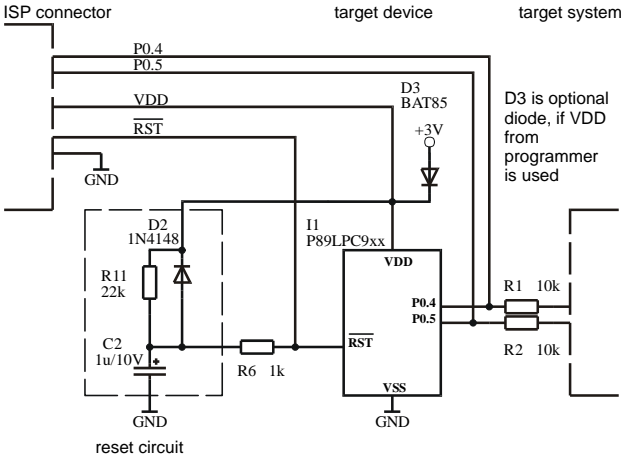 ISP connector
target device
target system
P0.4
P0.5
VDD
RST
GND
D3
BAT85
+3V
D3 is optional
diode, if VDD
from
programmer
is used
D2
1N4148
I1
P89LPC9xx
VDD
R11
22k
P0.4
P0.5
R1 10k
R2 10k
C2
1u/10V
+
R6 1k
RST
VSS
GND
GND
reset circuit